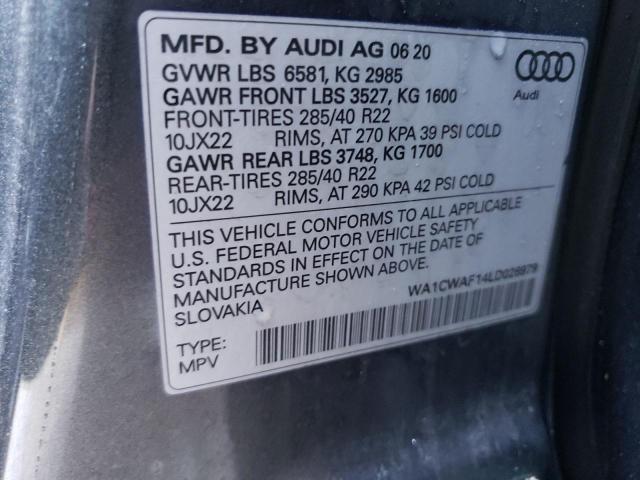 MFD. BY AUDI AG 06 20
GVWR LBS 6581, KG 2985
GAWR FRONT LBS 3527, KG 1600
FRONT-TIRES 285/40 R22
10JX22 RIMS, AT 270 KPA 39 PSI COLD
GAWR REAR LBS 3748, KG 1700
REAR-TIRES 285/40 R22
10JX22 RIMS, AT 290 KPA 42 PSI COLD
Audi
THIS VEHICLE CONFORMS TO ALL APPLICABLE
U.S. FEDERAL MOTOR VEHICLE SAFETY
STANDARDS IN EFFECT ON THE DATE OF
MANUFACTURE SHOWN ABOVE.
SLOVAKIA
WA1CWAF14LD026979
TYPE:
MPV